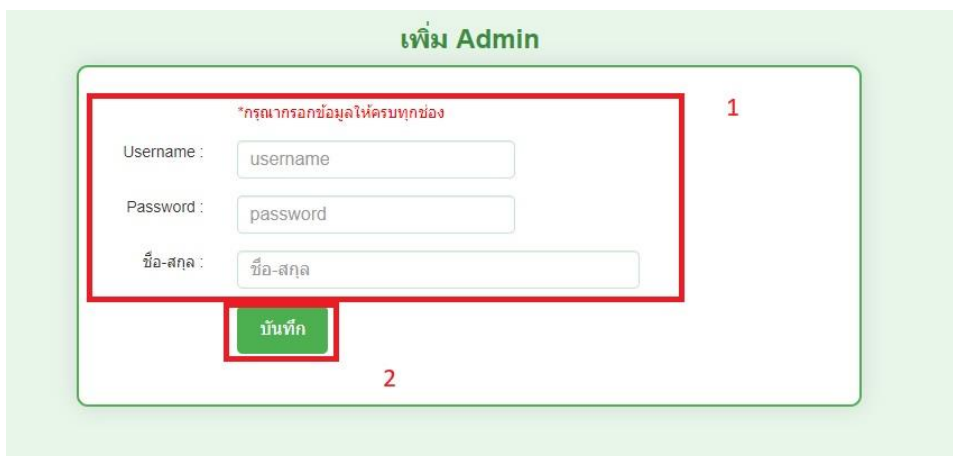 เพิ่ม Admin
*กรุณากรอกข้อมูลให้ครบทุกช่อง
1
Username : username
Password : password
ชื่อ-สกุล : ชื่อ-สกุล
บันทึก
2